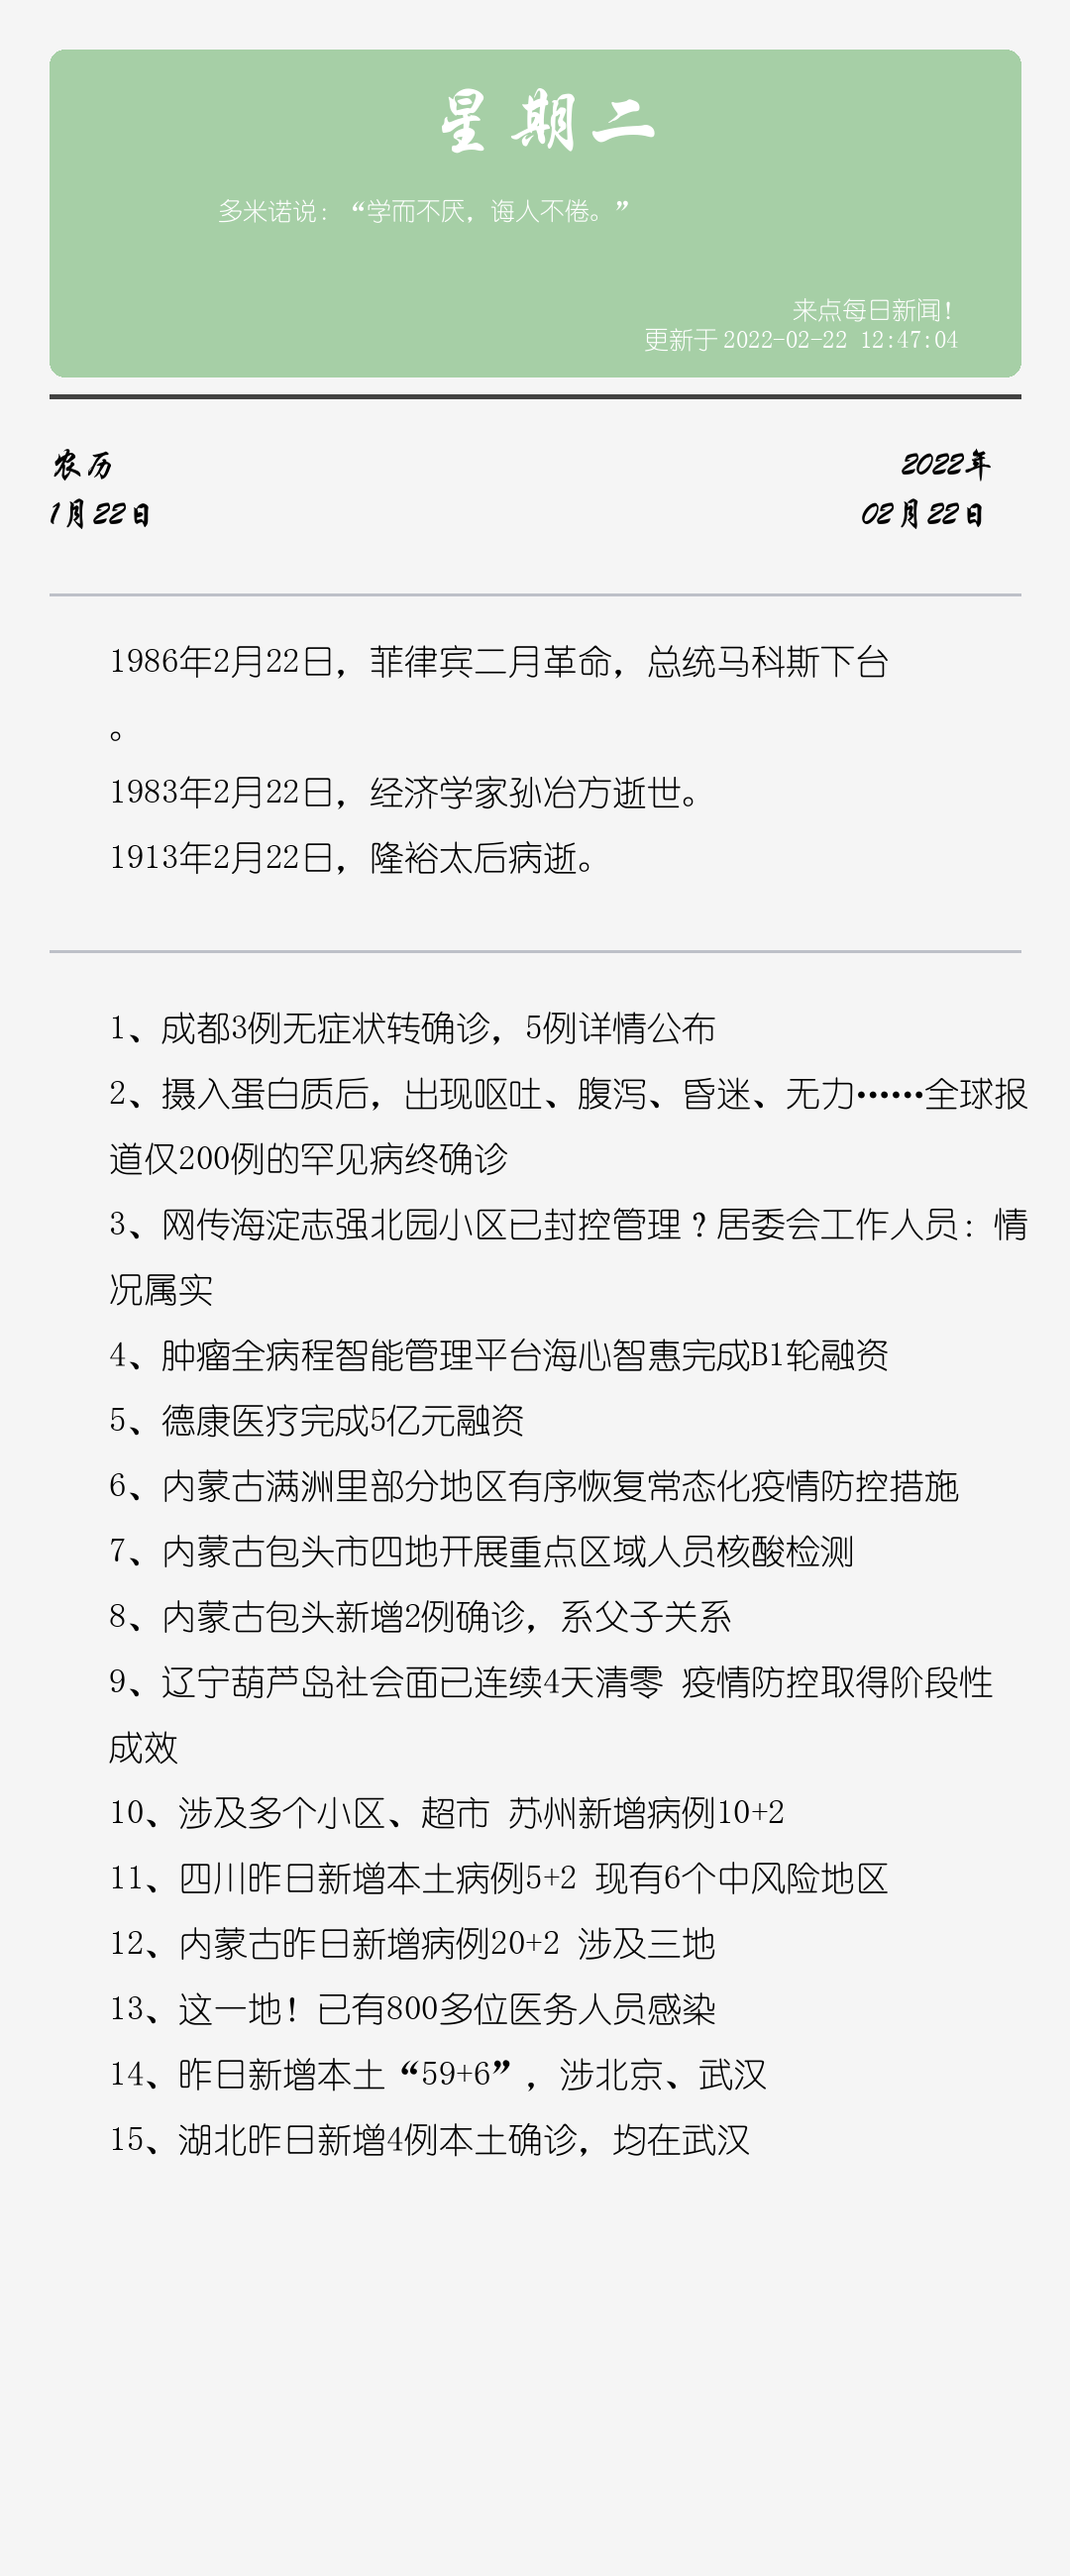 星期二
多米诺说：“学而不厌，诲人不倦。”
来点每日新闻！
更新于 2022-02-22 12:47:04
农历
2022年
1月22日
02月22日
1986年2月22日，菲律宾二月革命，总统马科斯下台
。
1983年2月22日，经济学家孙冶方逝世。
1913年2月22日，隆裕太后病逝。
1、成都3例无症状转确诊，5例详情公布
2、摄入蛋白质后，出现呕吐、腹泻、昏迷、无力……全球报
道仅200例的罕见病终确诊
3、网传海淀志强北园小区已封控管理？居委会工作人员：情
况属实
4、肿瘤全病程智能管理平台海心智惠完成B1轮融资
5、德康医疗完成5亿元融资
6、内蒙古满洲里部分地区有序恢复常态化疫情防控措施
7、内蒙古包头市四地开展重点区域人员核酸检测
8、内蒙古包头新增2例确诊，系父子关系
9、辽宁葫芦岛社会面已连续4天清零 疫情防控取得阶段性
成效
10、涉及多个小区、超市 苏州新增病例10+2
11、四川昨日新增本土病例5+2 现有6个中风险地区
12、内蒙古昨日新增病例20+2 涉及三地
13、这一地！已有800多位医务人员感染
14、昨日新增本土“59+6”，涉北京、武汉
15、湖北昨日新增4例本土确诊，均在武汉